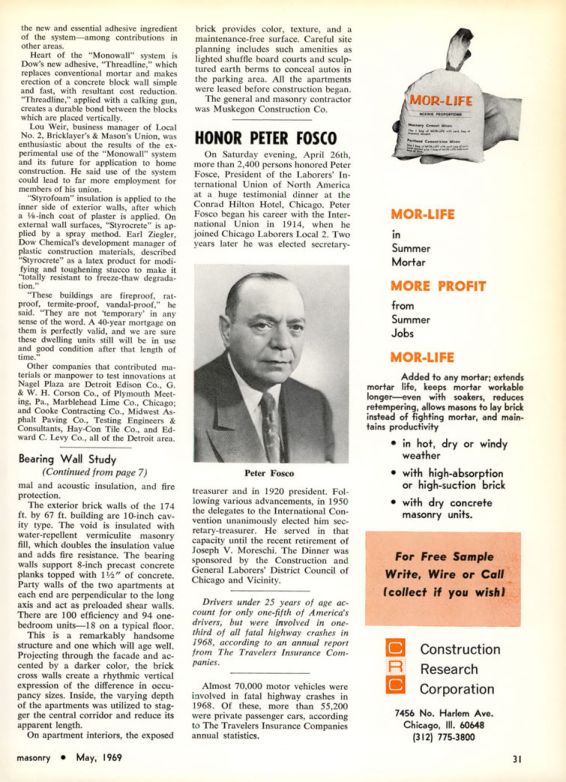 the new and essential adhesive ingredient
of the system—among contributions in
other areas.
Heart of the "Monowall" system is
Dow's new adhesive, "Threadline," which
replaces conventional mortar and makes
erection of a concrete block wall simple
and fast, with resultant cost reduction.
"Threadline," applied with a calking gun,
creates a durable bond between the blocks
which are placed vertically.
Lou Weir, business manager of Local
No. 2, Bricklayer's & Mason's Union, was
enthusiastic about the results of the ex-
perimental use of the "Monowall" system
and its future for application to home
construction. He said use of the system
could lead to far more employment for
members of his union.
"Styrofoam" insulation is applied to the
inner side of exterior walls, after which
a ⅛-inch coat of plaster is applied. On
external wall surfaces, "Styrocrete" is ap-
plied by a spray method. Earl Ziegler,
Dow Chemical's development manager of
plastic construction materials, described
"Styrocrete" as a latex product for modi-
fying and toughening stucco to make it
"totally resistant to freeze-thaw degrada-
tion."
"These buildings are fireproof, rat-
proof, termite-proof, vandal-proof," he
said. "They are not 'temporary' in any
sense of the word. A 40-year mortgage on
them is perfectly valid, and we are sure
these dwelling units still will be in use
and good condition after that length of
time."
Other companies that contributed ma-
terials or manpower to test innovations at
Nagel Plaza are Detroit Edison Co., G.
& W. H. Corson Co., of Plymouth Meet-
ing, Pa., Marblehead Lime Co., Chicago;
and Cooke Contracting Co., Midwest As-
phalt Paving Co., Testing Engineers &
Consultants, Hay-Con Tile Co., and Ed-
ward C. Levy Co., all of the Detroit area.
Bearing Wall Study
(Continued from page 7)
mal and acoustic insulation, and fire
protection.
The exterior brick walls of the 174
ft. by 67 ft. building are 10-inch cav-
ity type. The void is insulated with
water-repellent vermiculite masonry
fill, which doubles the insulation value
and adds fire resistance. The bearing
walls support 8-inch precast concrete
planks topped with 1½″ of concrete.
Party walls of the two apartments at
each end are perpendicular to the long
axis and act as preloaded shear walls.
There are 100 efficiency and 94 one-
bedroom units—18 on a typical floor.
This is a remarkably handsome
structure and one which will age well.
Projecting through the facade and ac-
cented by a darker color, the brick
cross walls create a rhythmic vertical
expression of the difference in occu-
pancy sizes. Inside, the varying depth
of the apartments was utilized to stag-
ger the central corridor and reduce its
apparent length.
On apartment interiors, the exposed
brick provides color, texture, and a
maintenance-free surface. Careful site
planning includes such amenities as
lighted shuffle board courts and sculp-
tured earth berms to conceal autos in
the parking area. All the apartments
were leased before construction began.
The general and masonry contractor
was Muskegon Construction Co.
HONOR PETER FOSCO
On Saturday evening, April 26th,
more than 2,400 persons honored Peter
Fosce, President of the Laborers' In-
ternational Union of North America
at a huge testimonial dinner at the
Conrad Hilton Hotel, Chicago. Peter
Fosco began his career with the Inter-
national Union in 1914, when he
joined Chicago Laborers Local 2. Two
years later he was elected secretary-
Peter Fosco
treasurer and in 1920 president. Fol-
lowing various advancements, in 1950
the delegates to the International Con-
vention unanimously elected him sec-
retary-treasurer. He served in that
capacity until the recent retirement of
Joseph V. Moreschi. The Dinner was
sponsored by the Construction and
General Laborers' District Council of
Chicago and Vicinity.
Drivers under 25 years of age ac-
count for only one-fifth of America's
drivers, but were involved in one-
third of all fatal highway crashes in
1968, according to an annual report
from The Travelers Insurance Com-
panies.
Almost 70,000 motor vehicles were
involved in fatal highway crashes in
1968. Of these, more than 55,200
were private passenger cars, according
to The Travelers Insurance Companies
annual statistics.
MOR-LIFE
MIXING PROPORTIONS
MOR-LIFE
in
Summer
Mortar
MORE PROFIT
from
Summer
Jobs
MOR-LIFE
Added to any mortar; extends
mortar life, keeps mortar workable
longer—even with soakers, reduces
retempering, allows masons to lay brick
instead of fighting mortar, and main-
tains productivity
• in hot, dry or windy
weather
• with high-absorption
or high-suction brick
• with dry concrete
masonry units.
For Free Sample
Write, Wire or Call
(collect if you wish)
C Construction
R Research
C Corporation
7456 No. Harlem Ave.
Chicago, Ill. 60648
(312) 775-3800
masonry • May, 1969
31